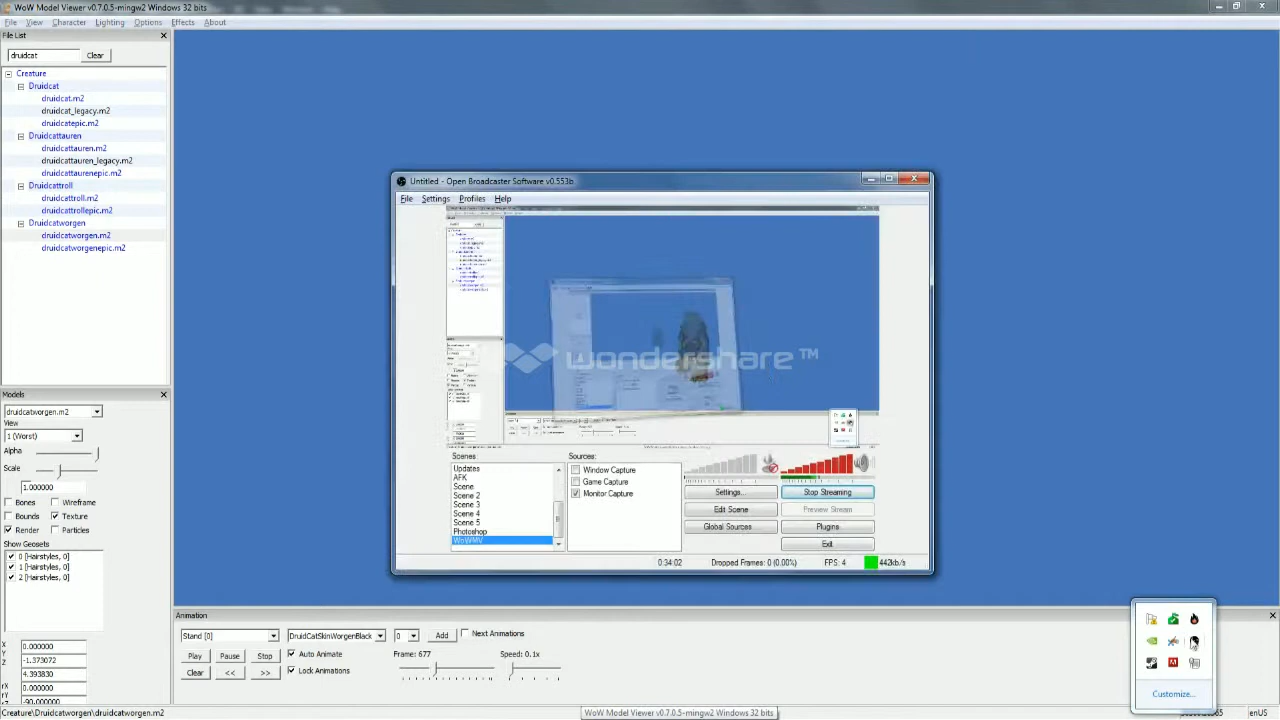 WoW Model Viewer v0.7.0.5-mingw2 Windows 32 bits
File View Character Lighting Options Effects About
File List
druidcat Clear
Creature
Druidcat
druidcat.m2
druidcat_legacy.m2
druidcatepic.m2
Druidcattauren
druidcattauren.m2
druidcattauren_legacy.m2
druidcattaurenepic.m2
Druidcattroll
druidcattroll.m2
druidcattrollepic.m2
Druidcatworgen
druidcatworgen.m2
druidcatworgenepic.m2
Models
druidcatworgen.m2
View
1 (Worst)
Alpha
Scale
1.000000
Bones Wireframe
Bounds Texture
Render Particles
Show Geosets
0 [Hairstyles, 0]
1 [Hairstyles, 0]
2 [Hairstyles, 0]
X 0.000000
Y -1.373072
Z 4.393830
rX 0.000000
rY -90.000000
Untitled - Open Broadcaster Software v0.553b
File Settings Profiles Help
wondershare™
Scenes
Updates
AFK
Scene
Scene 2
Scene 3
Scene 4
Scene 5
Photoshop
WoWMV
Sources:
Window Capture
Game Capture
Monitor Capture
Settings... Stop Streaming
Edit Scene Preview Stream
Global Sources Plugins
Exit
0:34:02 Dropped Frames: 0 (0.00%) FPS: 4 442kb/s
Animation
Stand [0] DruidCatSkinWorgenBlack 0 Add Next Animations
Play Pause Stop Auto Animate Frame: 677 Speed: 0.1x
Clear << >> Lock Animations
Customize...
Creature\Druidcatworgen\druidcatworgen.m2
WoW Model Viewer v0.7.0.5-mingw2 Windows 32 bits
enUS